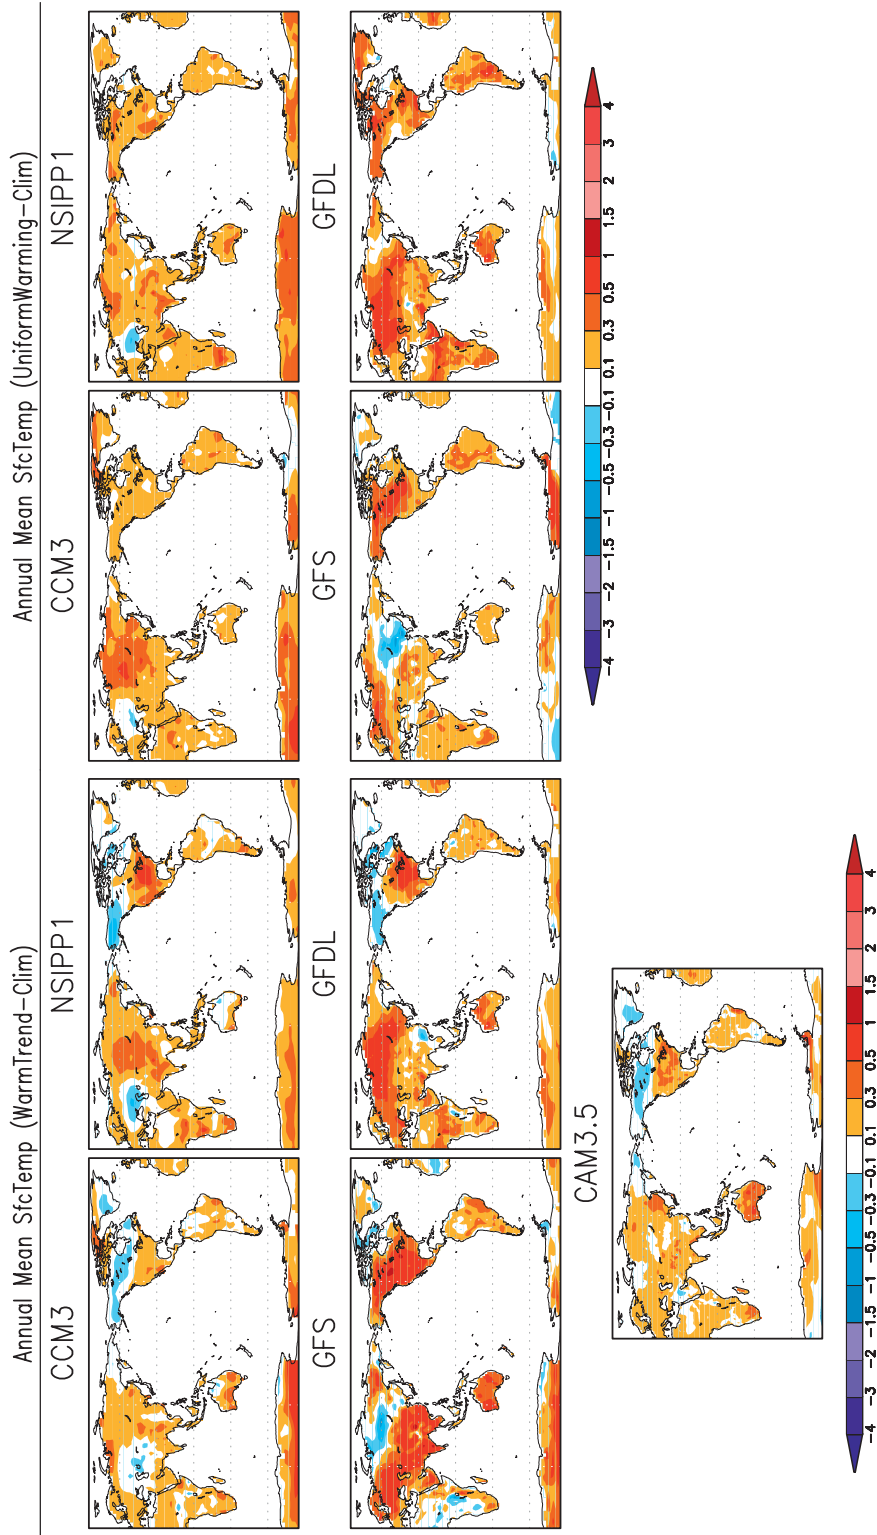 Annual Mean SfcTemp (WarmTrend-Clim)
CCM3
NSIPP1
GFS
GFDL
CAM3.5
-4 -3 -2 -1.5 -1 -0.5 -0.3 -0.1 0.1 0.3 0.5 1 1.5 2 3 4
Annual Mean SfcTemp (UniformWarming-Clim)
CCM3
NSIPP1
GFS
GFDL
-4 -3 -2 -1.5 -1 -0.5 -0.3 -0.1 0.1 0.3 0.5 1 1.5 2 3 4